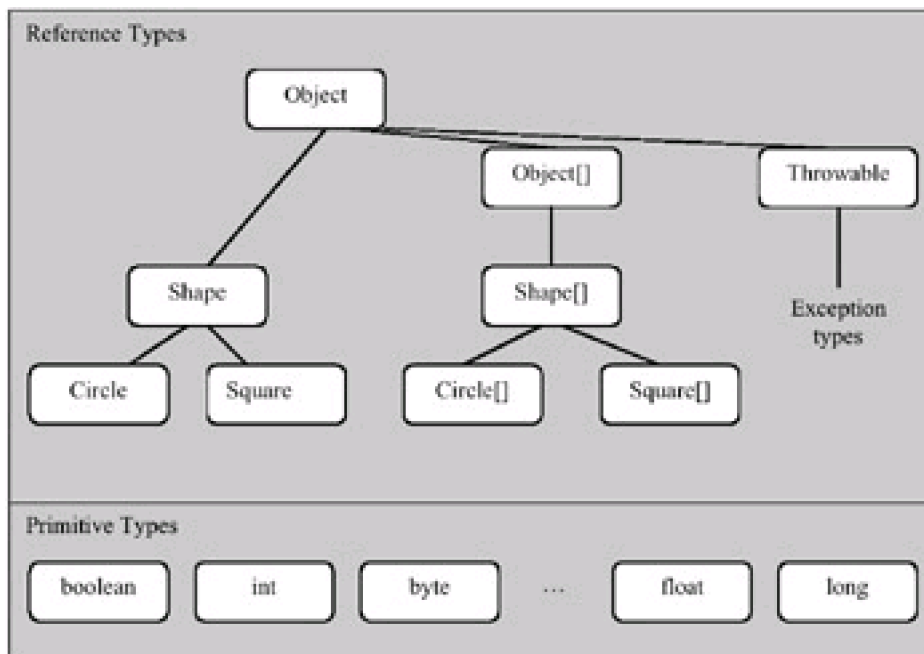 Reference Types
Object
Object[]
Throwable
Shape
Shape[]
Exception
types
Circle
Square
Circle[]
Square[]
Primitive Types
boolean
int
byte
...
float
long